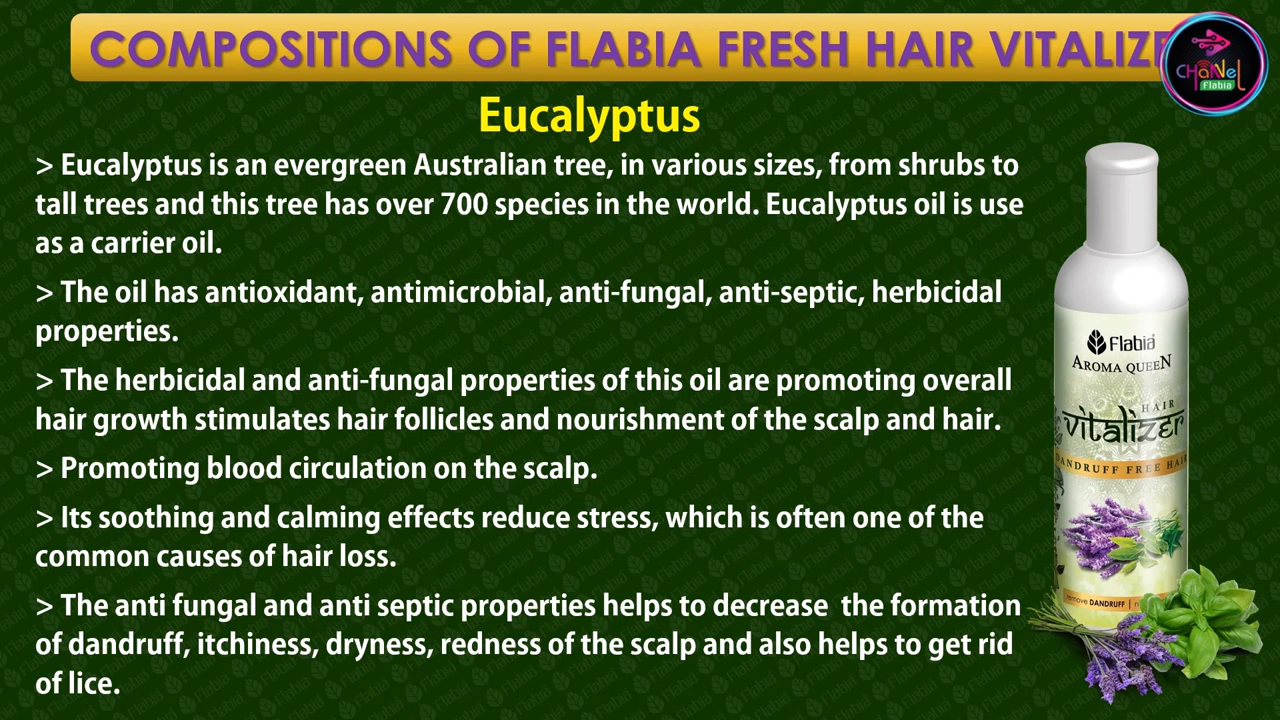 COMPOSITIONS OF FLABIA FRESH HAIR VITALIZE
CHaNNel
Flabia
Eucalyptus
> Eucalyptus is an evergreen Australian tree, in various sizes, from shrubs to
tall trees and this tree has over 700 species in the world. Eucalyptus oil is use
as a carrier oil.
> The oil has antioxidant, antimicrobial, anti-fungal, anti-septic, herbicidal
properties.
> The herbicidal and anti-fungal properties of this oil are promoting overall
hair growth stimulates hair follicles and nourishment of the scalp and hair.
> Promoting blood circulation on the scalp.
> Its soothing and calming effects reduce stress, which is often one of the
common causes of hair loss.
> The anti fungal and anti septic properties helps to decrease  the formation
of dandruff, itchiness, dryness, redness of the scalp and also helps to get rid
of lice.
Flabia
AROMA QUEEN
HAIR
vitalizer
DANDRUFF FREE HAIR
remove DANDRUFF |